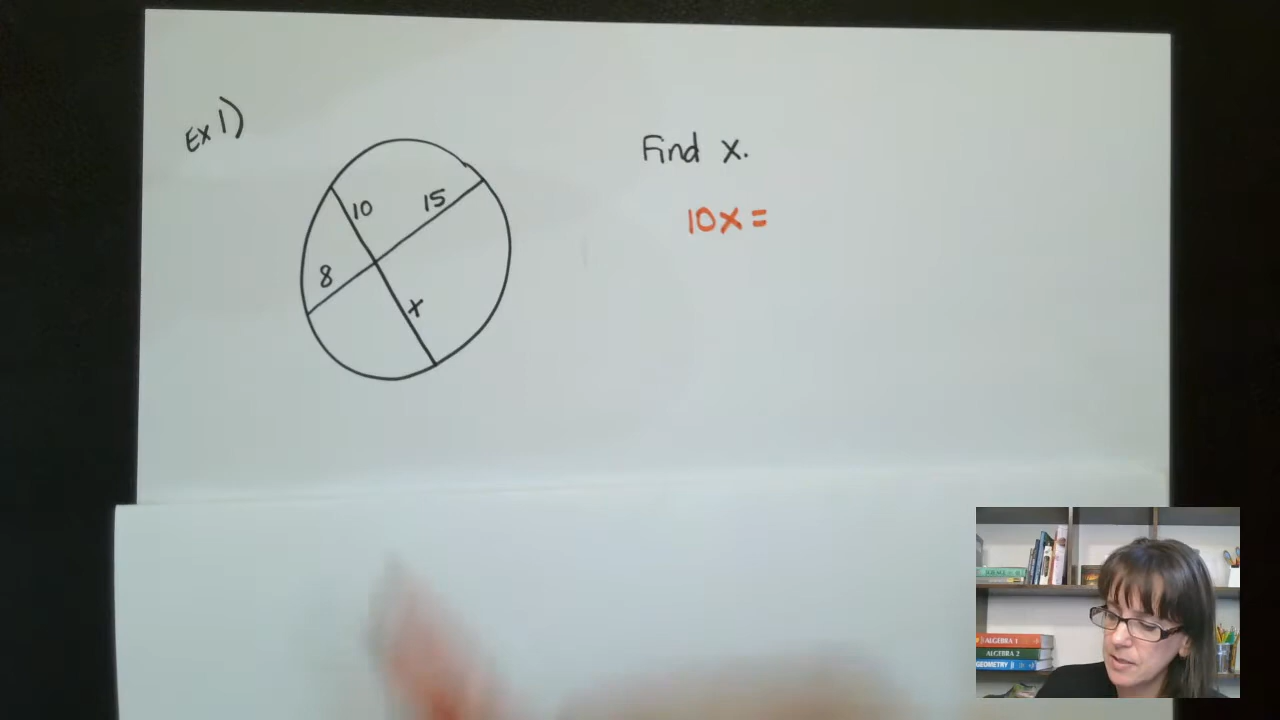 Ex 1)
Find x.
10
15
10x=
8
x
ALGEBRA 1
ALGEBRA 2
GEOMETRY